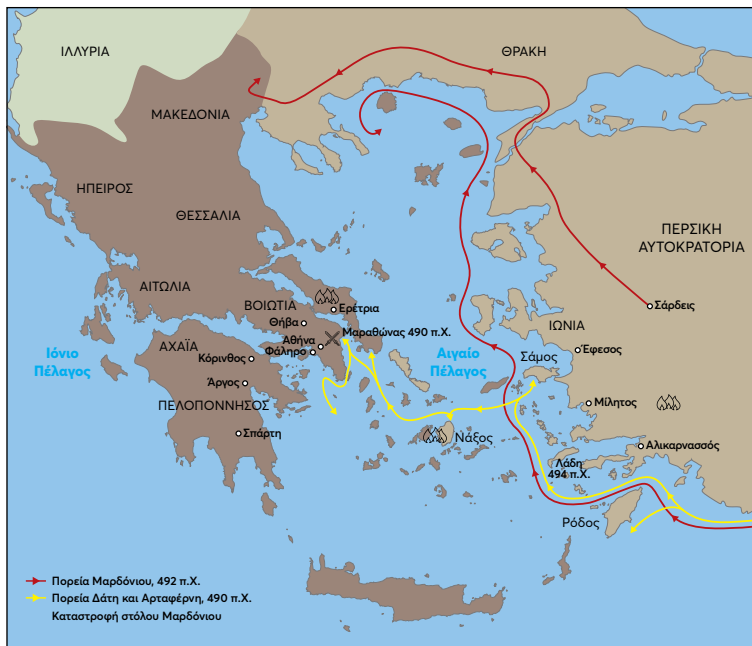 ΙΛΛΥΡΙΑ
ΘΡΑΚΗ
ΜΑΚΕΔΟΝΙΑ
ΗΠΕΙΡΟΣ
ΘΕΣΣΑΛΙΑ
ΠΕΡΣΙΚΗ
ΑΥΤΟΚΡΑΤΟΡΙΑ
ΑΙΤΩΛΙΑ
ΒΟΙΩΤΙΑ
Ερέτρια
Σάρδεις
Θήβα
Μαραθώνας 490 π.Χ.
ΙΩΝΙΑ
Αθήνα
Φάληρο
ΑΧΑΪΑ
Κόρινθος
Ιόνιο
Πέλαγος
Αιγαίο
Πέλαγος
Σάμος
Έφεσος
Άργος
ΠΕΛΟΠΟΝΝΗΣΟΣ
Μίλητος
Σπάρτη
Νάξος
Αλικαρνασσός
Λάδη
494 π.Χ.
Ρόδος
Πορεία Μαρδόνιου, 492 π.Χ.
Πορεία Δάτη και Αρταφέρνη, 490 π.Χ.
Καταστροφή στόλου Μαρδόνιου